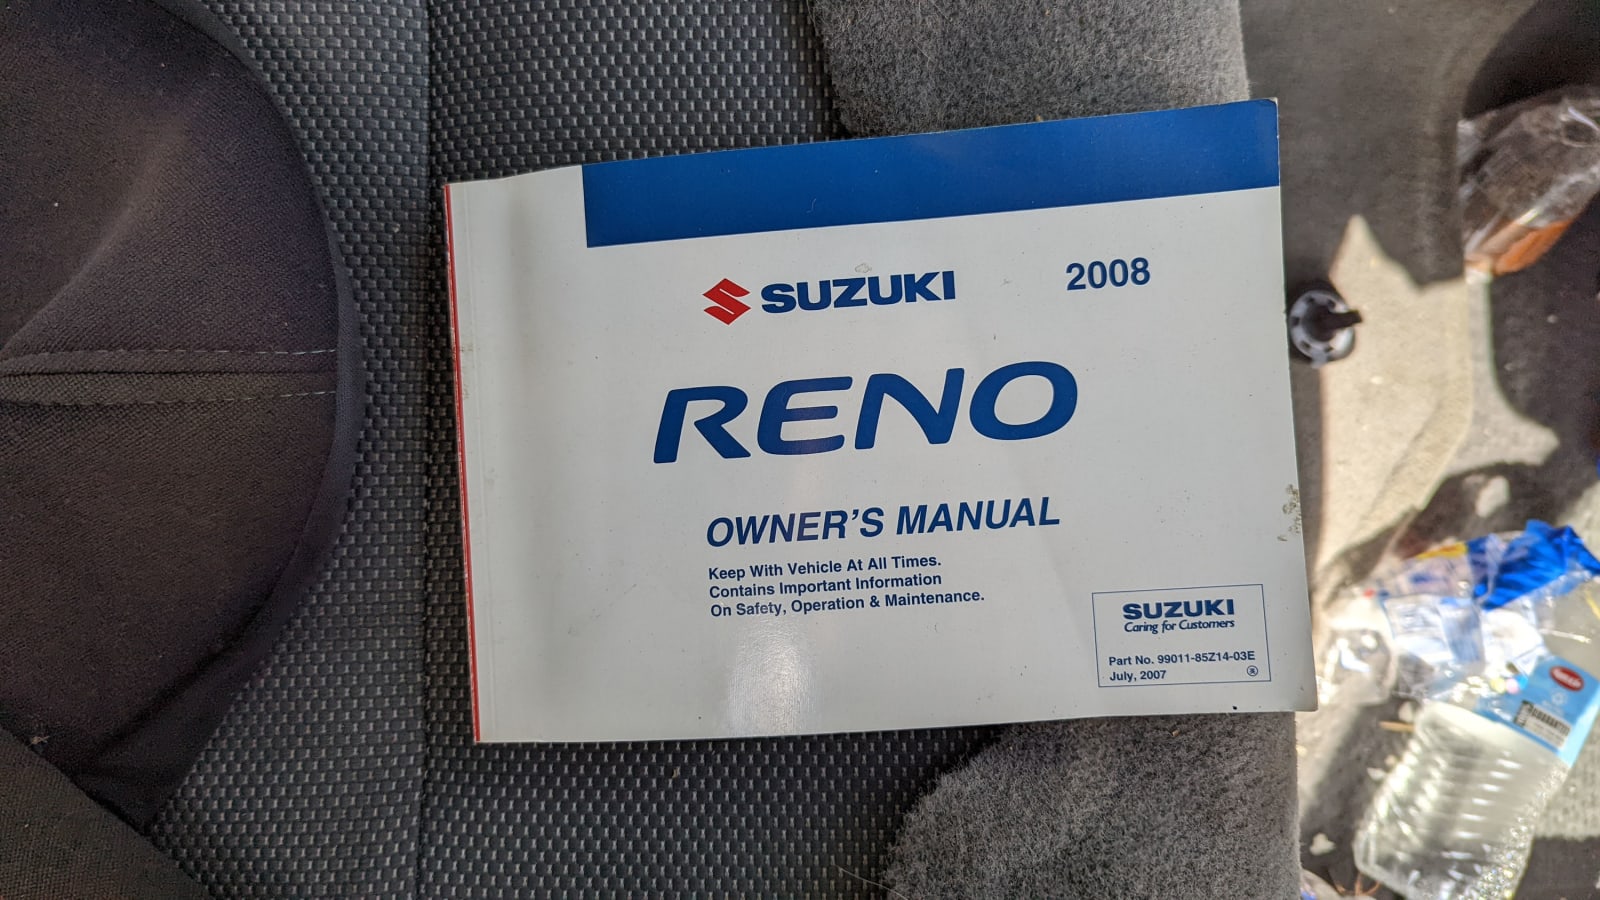 SUZUKI 2008
RENO
OWNER'S MANUAL
Keep With Vehicle At All Times.
Contains Important Information
On Safety, Operation & Maintenance.
SUZUKI
Caring for Customers
Part No. 99011-85Z14-03E
July, 2007